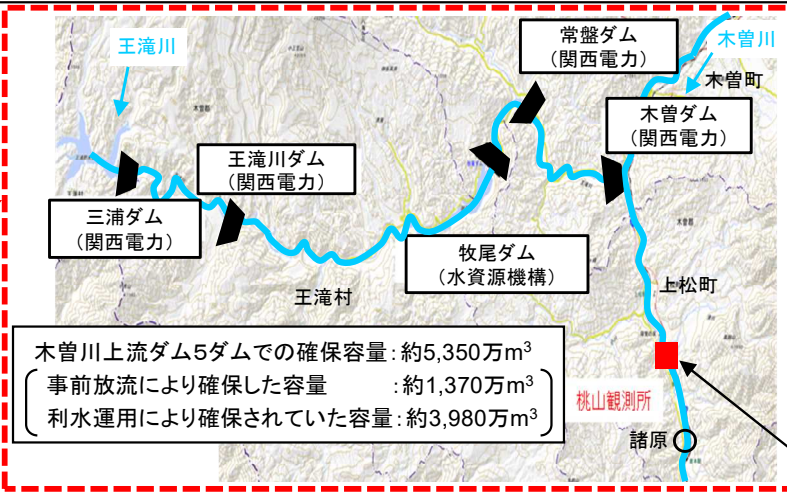 常盤ダム
(関西電力)
木曽川
王滝川
木曽町
木曽ダム
(関西電力)
王滝川ダム
(関西電力)
三浦ダム
(関西電力)
牧尾ダム
(水資源機構)
王滝村
上松町
木曽川上流ダム5ダムでの確保容量：約5,350万m³
事前放流により確保した容量　　　：約1,370万m³
利水運用により確保されていた容量：約3,980万m³
桃山観測所
諸原